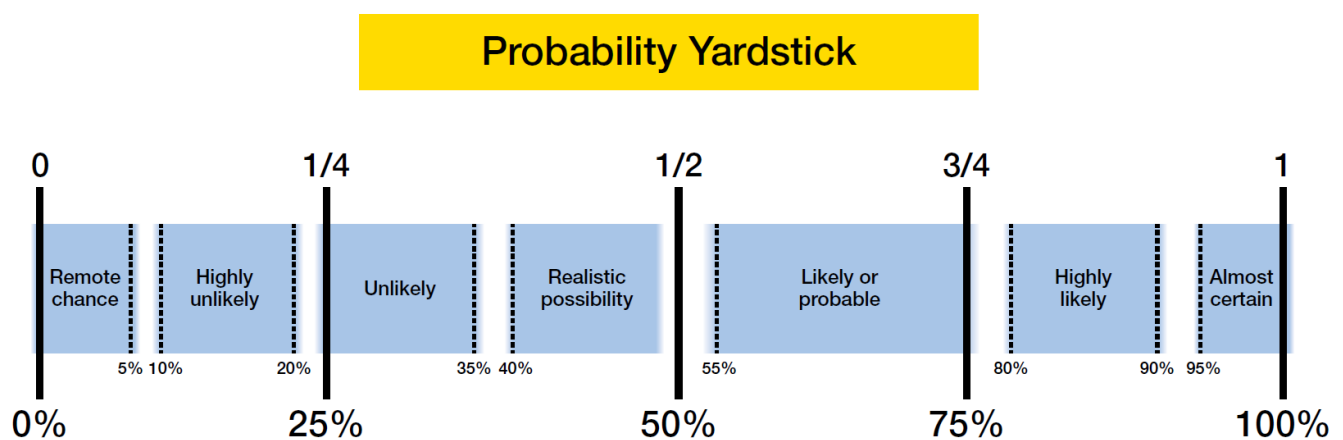 Probability Yardstick
0
1/4
1/2
3/4
1
Remote
chance
Highly
unlikely
Unlikely
Realistic
possibility
Likely or
probable
Highly
likely
Almost
certain
5%
10%
20%
35%
40%
55%
80%
90%
95%
0%
25%
50%
75%
100%